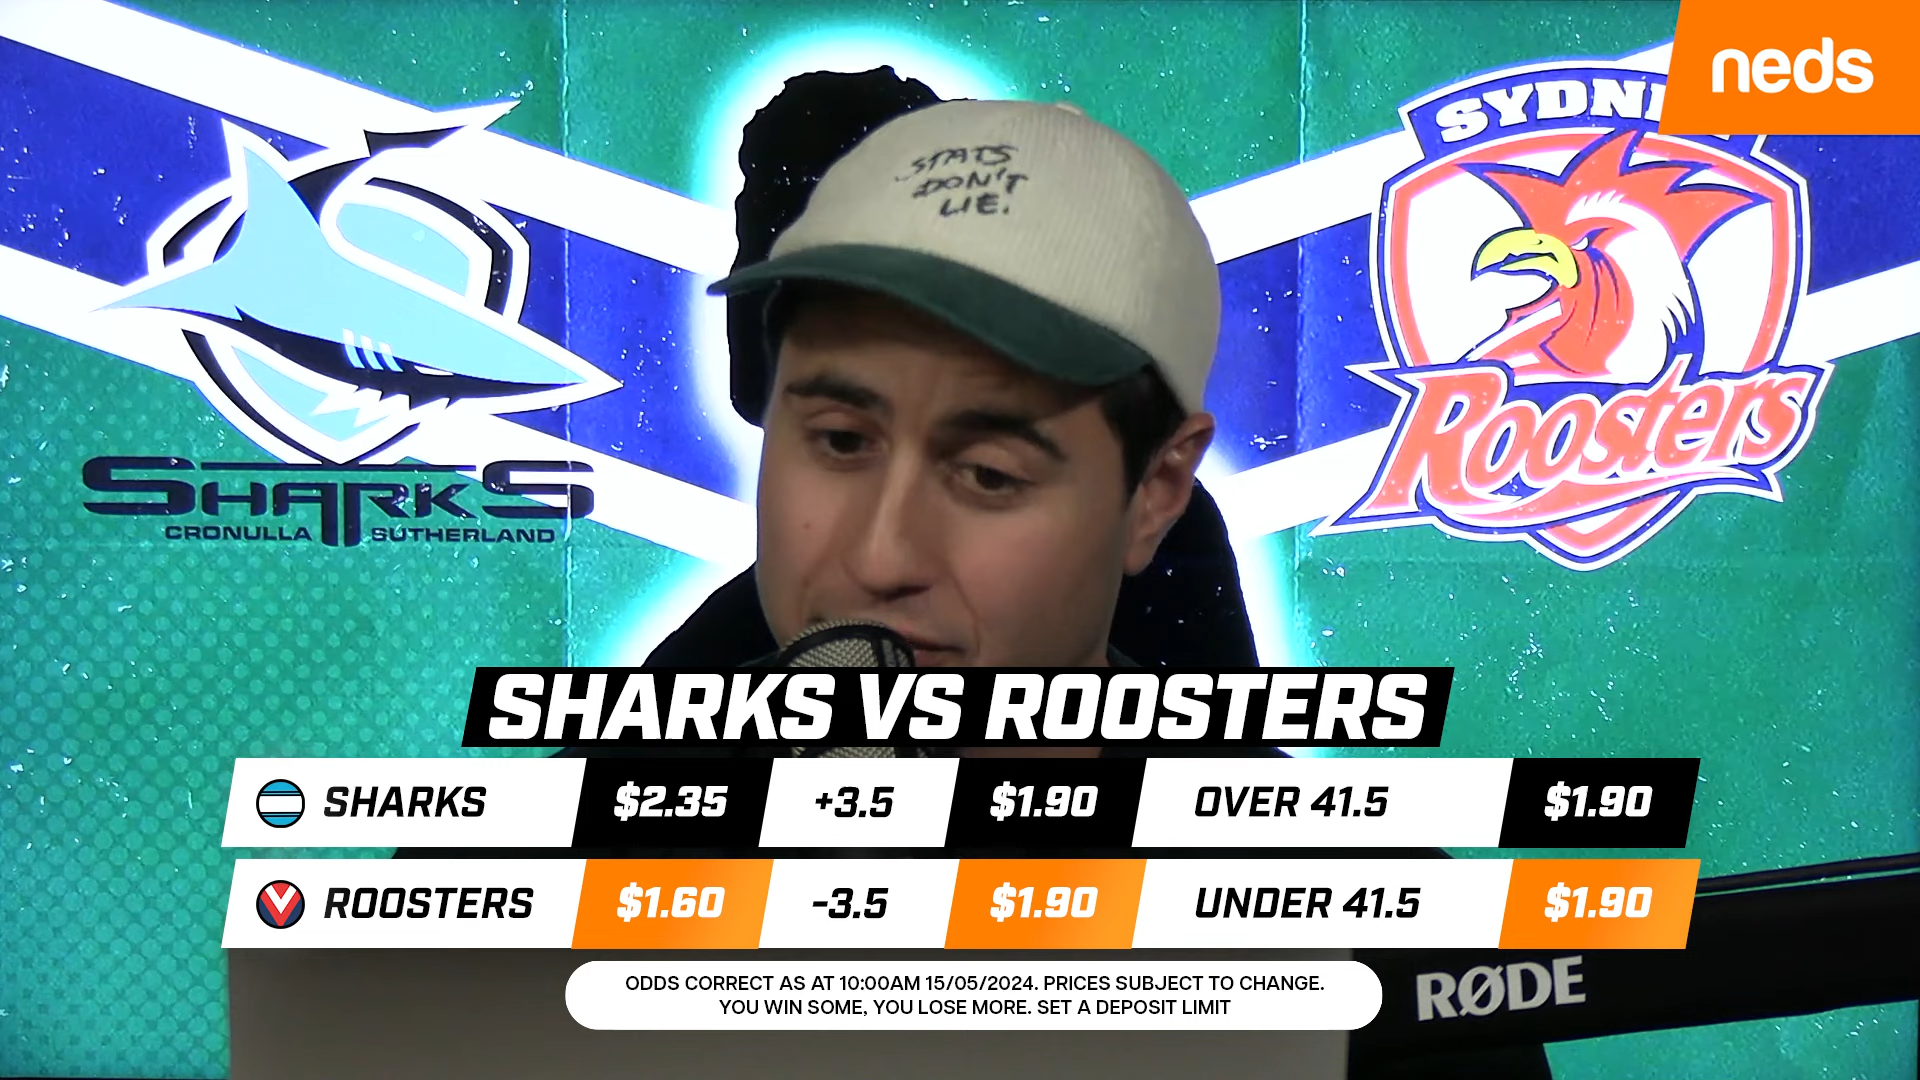 neds
STATS
DON'T
LIE.
SYDN
Roosters
SHARKS
CRONULLA SUTHERLAND
SHARKS VS ROOSTERS
SHARKS $2.35 +3.5 $1.90 OVER 41.5 $1.90
ROOSTERS $1.60 -3.5 $1.90 UNDER 41.5 $1.90
ODDS CORRECT AS AT 10:00AM 15/05/2024. PRICES SUBJECT TO CHANGE.
YOU WIN SOME, YOU LOSE MORE. SET A DEPOSIT LIMIT
RØDE